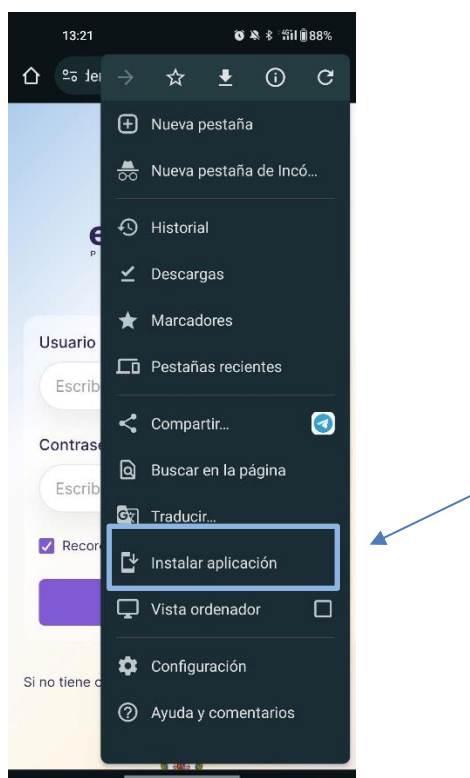 13:21 88%
der
Nueva pestaña
Nueva pestaña de Incó...
Historial
e
P
Descargas
Marcadores
Usuario
Pestañas recientes
Escrib
Compartir...
Contrase
Buscar en la página
Escrib
Traducir...
Recor
Instalar aplicación
Vista ordenador
Configuración
Si no tiene c
Ayuda y comentarios